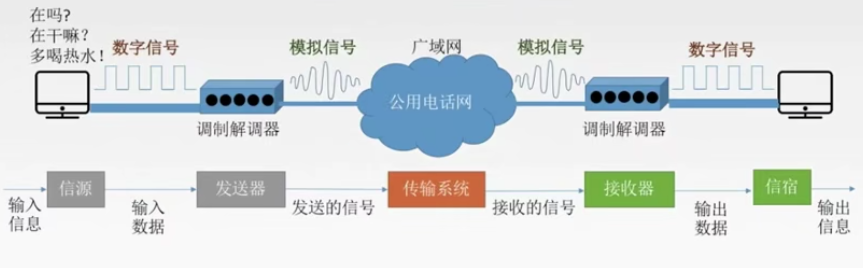 在吗?
在干嘛?
多喝热水!
数字信号
模拟信号
广域网
模拟信号
数字信号
公用电话网
调制解调器
调制解调器
信源
发送器
传输系统
接收器
信宿
输入
信息
输入
数据
发送的信号
接收的信号
输出
数据
输出
信息